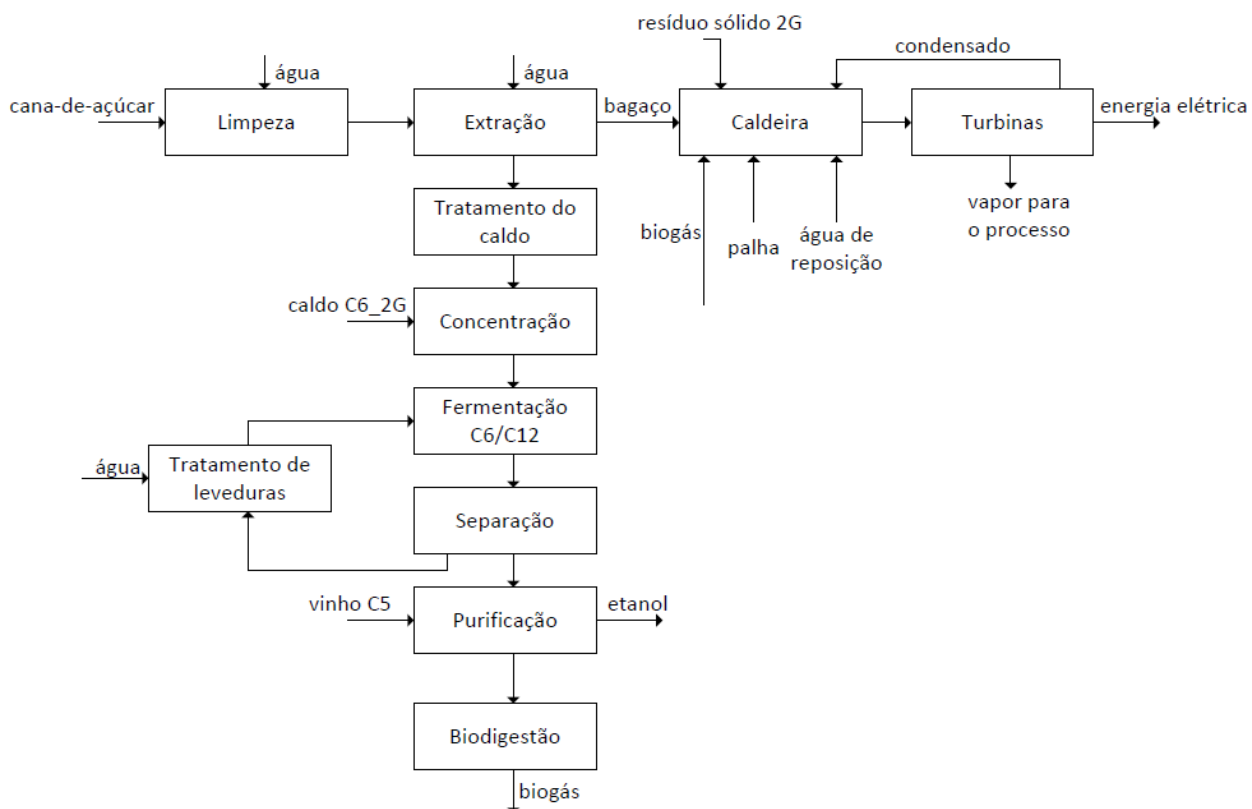 resíduo sólido 2G
condensado
água
água
cana-de-açúcar
bagaço
energia elétrica
Limpeza
Extração
Caldeira
Turbinas
Tratamento do
caldo
biogás
palha
água de
reposição
vapor para
o processo
caldo C6_2G
Concentração
Fermentação
C6/C12
água
Tratamento de
leveduras
Separação
vinho C5
etanol
Purificação
Biodigestão
biogás